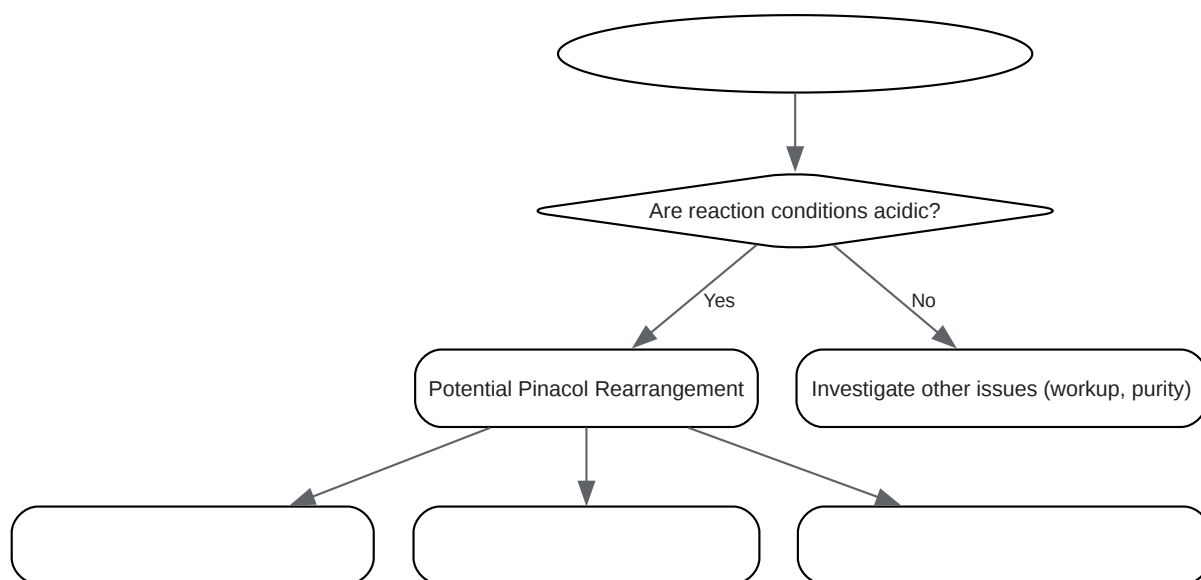 Are reaction conditions acidic?
Yes
No
Potential Pinacol Rearrangement
Investigate other issues (workup, purity)